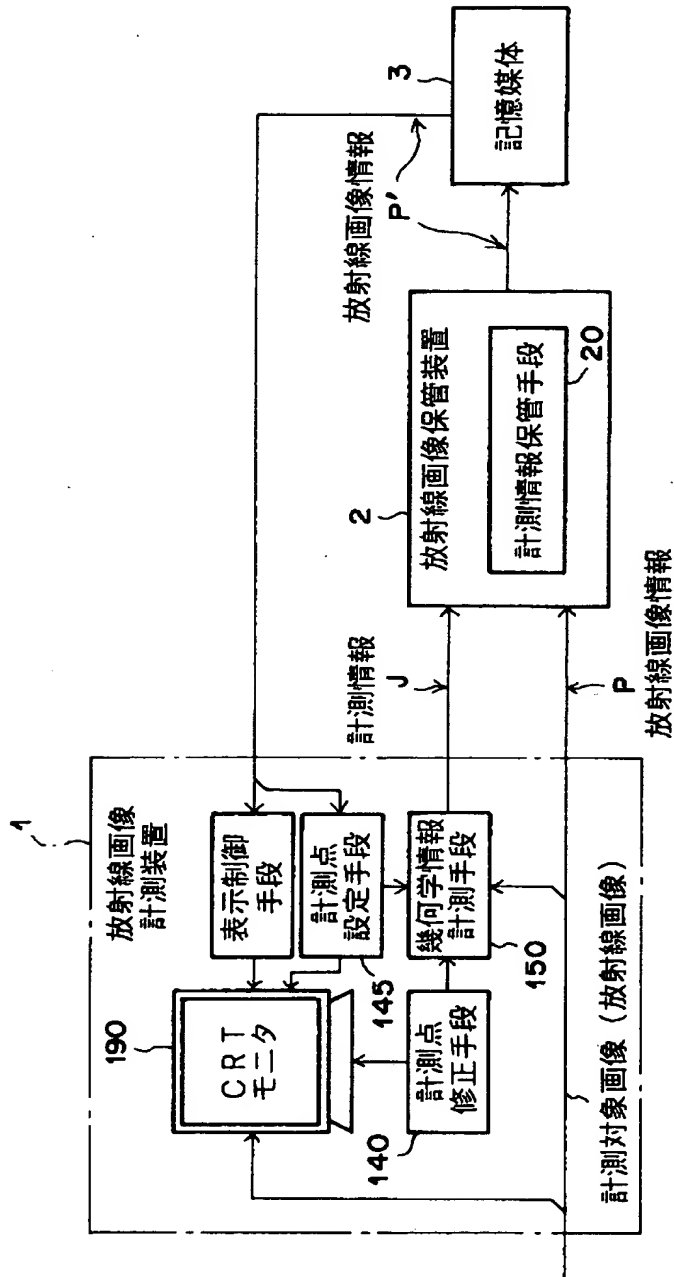 1
放射線画像
計測装置
190
CRT
モニタ
表示制御
手段
計測点
設定手段
145
計測点
修正手段
140
幾何学情報
計測手段
150
計測対象画像(放射線画像)
計測情報
J
P
放射線画像情報
2
放射線画像保管装置
計測情報保管手段
20
放射線画像情報
P'
3
記憶媒体